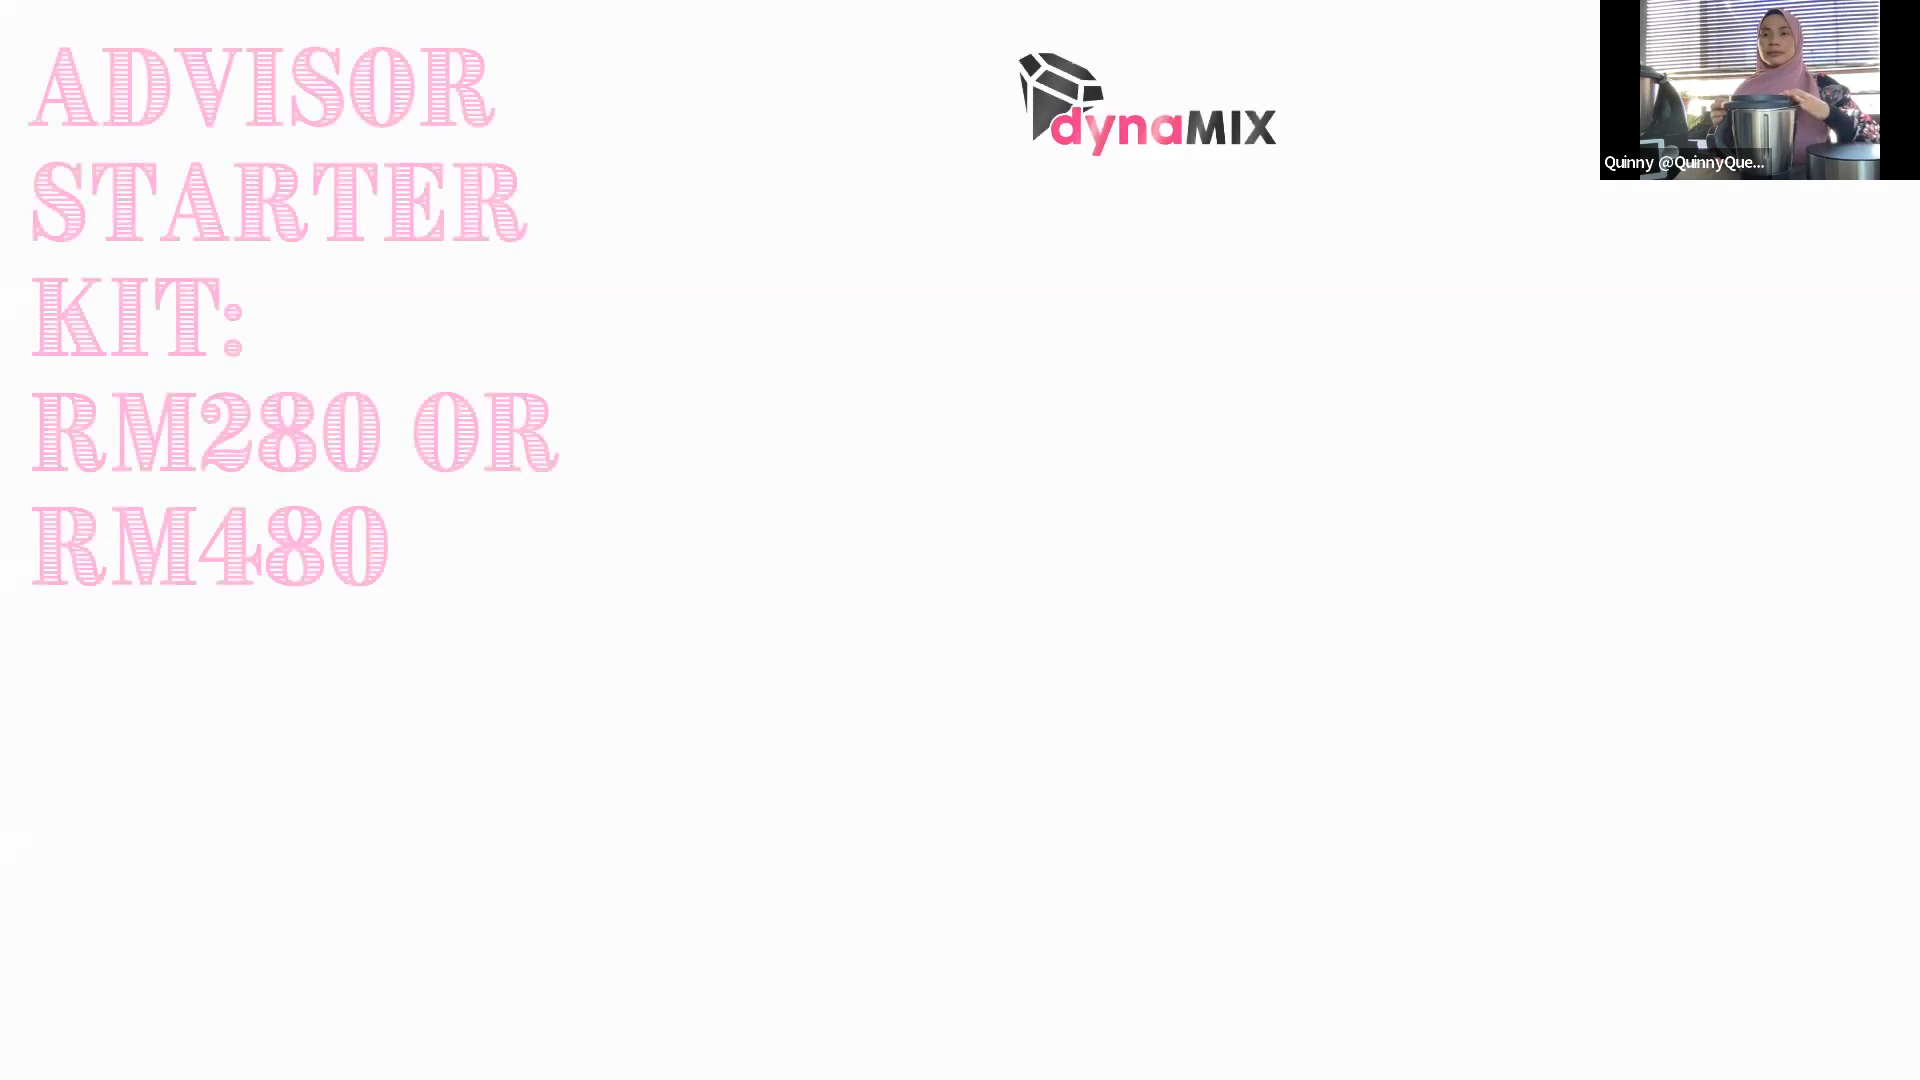 ADVISOR
STARTER
KIT:
RM280 OR
RM480
dynaMIX
Quinny @QuinnyQue...